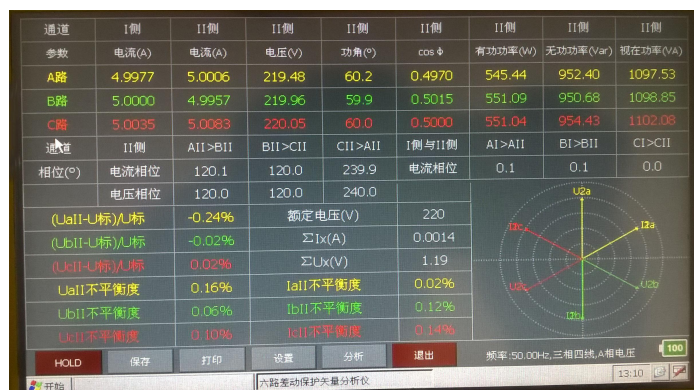 通道 I侧 II侧 II侧 II侧 II侧 II侧 II侧 II侧
参数 电流(A) 电流(A) 电压(V) 功角(°) cos Φ 有功功率(W) 无功功率(Var) 视在功率(VA)
A路 4.9977 5.0006 219.48 60.2 0.4970 545.44 952.40 1097.53
B路 5.0000 4.9957 219.96 59.9 0.5015 551.09 950.68 1098.85
C路 5.0035 5.0083 220.05 60.0 0.5000 551.04 954.43 1102.08
通道 II侧 AII>BII BII>CII CII>AII I侧与II侧 AI>AII BI>BII CI>CII
相位(°) 电流相位 120.1 120.0 239.9 电流相位 0.1 0.1 0.0
电压相位 120.0 120.0 240.0
(UaII-U标)/U标 -0.24% 额定电压(V) 220
(UbII-U标)/U标 -0.02% ΣIx(A) 0.0014
(UcII-U标)/U标 0.02% ΣUx(V) 1.19
UaII不平衡度 0.16% IaII不平衡度 0.02%
UbII不平衡度 0.06% IbII不平衡度 0.12%
UcII不平衡度 0.10% IcII不平衡度 0.14%
U2a
U2b
U2c
HOLD 保存 打印 设置 分析 退出 频率:50.00Hz,三相四线,A相电压 100
开始 六路差动保护矢量分析仪 13:10